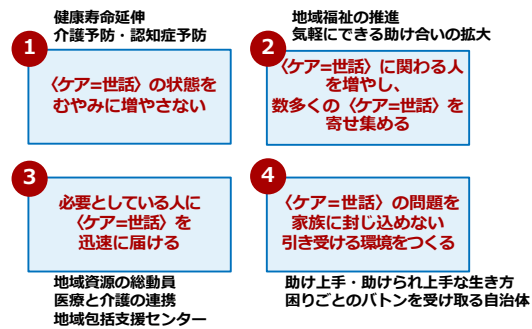 健康寿命延伸
介護予防・認知症予防
1
〈ケア=世話〉の状態を
むやみに増やさない
地域福祉の推進
気軽にできる助け合いの拡大
2
〈ケア=世話〉に関わる人
を増やし、
数多くの〈ケア=世話〉を
寄せ集める
3
必要としている人に
〈ケア=世話〉を
迅速に届ける
地域資源の総動員
医療と介護の連携
地域包括支援センター
4
〈ケア=世話〉の問題を
家族に封じ込めない
引き受ける環境をつくる
助け上手・助けられ上手な生き方
困りごとのバトンを受け取る自治体